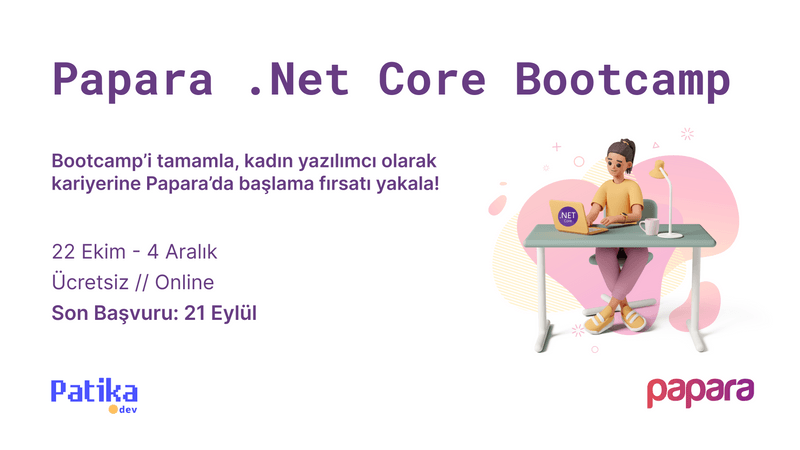 Papara .Net Core Bootcamp
Bootcamp’i tamamla, kadın yazılımcı olarak
kariyerine Papara’da başlama fırsatı yakala!
22 Ekim - 4 Aralık
Ücretsiz // Online
Son Başvuru: 21 Eylül
.NET
Core
Patika
dev
papara